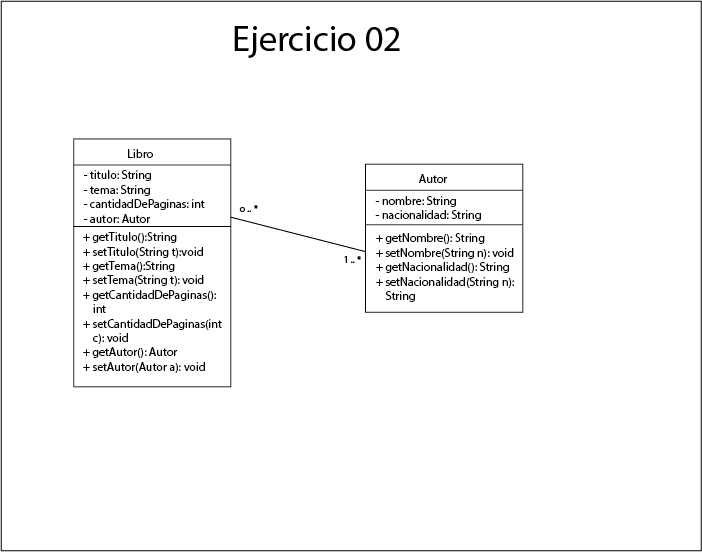 Ejercicio 02
Libro
- titulo: String
- tema: String
- cantidadDePaginas: int
- autor: Autor
+ getTitulo():String
+ setTitulo(String t):void
+ getTema():String
+ setTema(String t): void
+ getCantidadDePaginas():
int
+ setCantidadDePaginas(int
c): void
+ getAutor(): Autor
+ setAutor(Autor a): void
o .. *
1 .. *
Autor
- nombre: String
- nacionalidad: String
+ getNombre(): String
+ setNombre(String n): void
+ getNacionalidad(): String
+ setNacionalidad(String n):
String